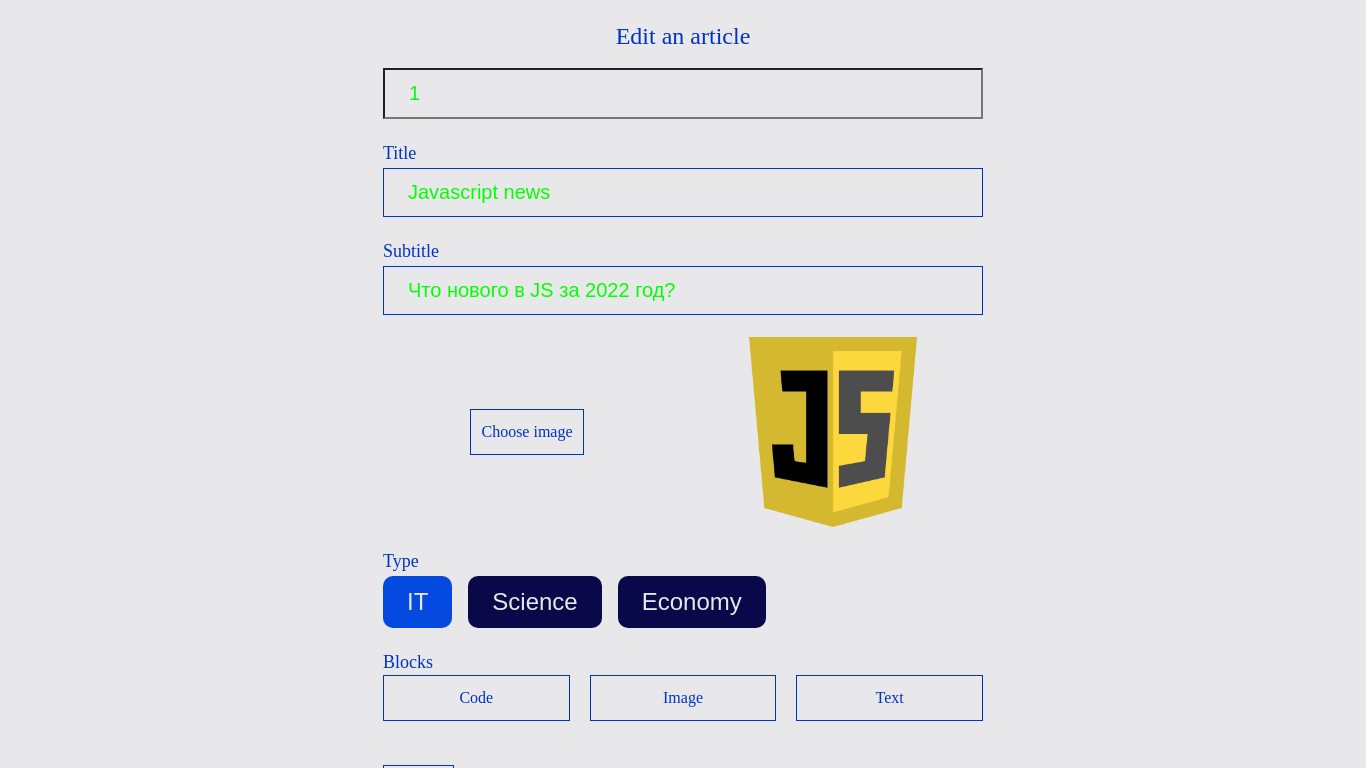 Edit an article
1
Title
Javascript news
Subtitle
Что нового в JS за 2022 год?
Choose image
JS
Type
IT Science Economy
Blocks
Code Image Text